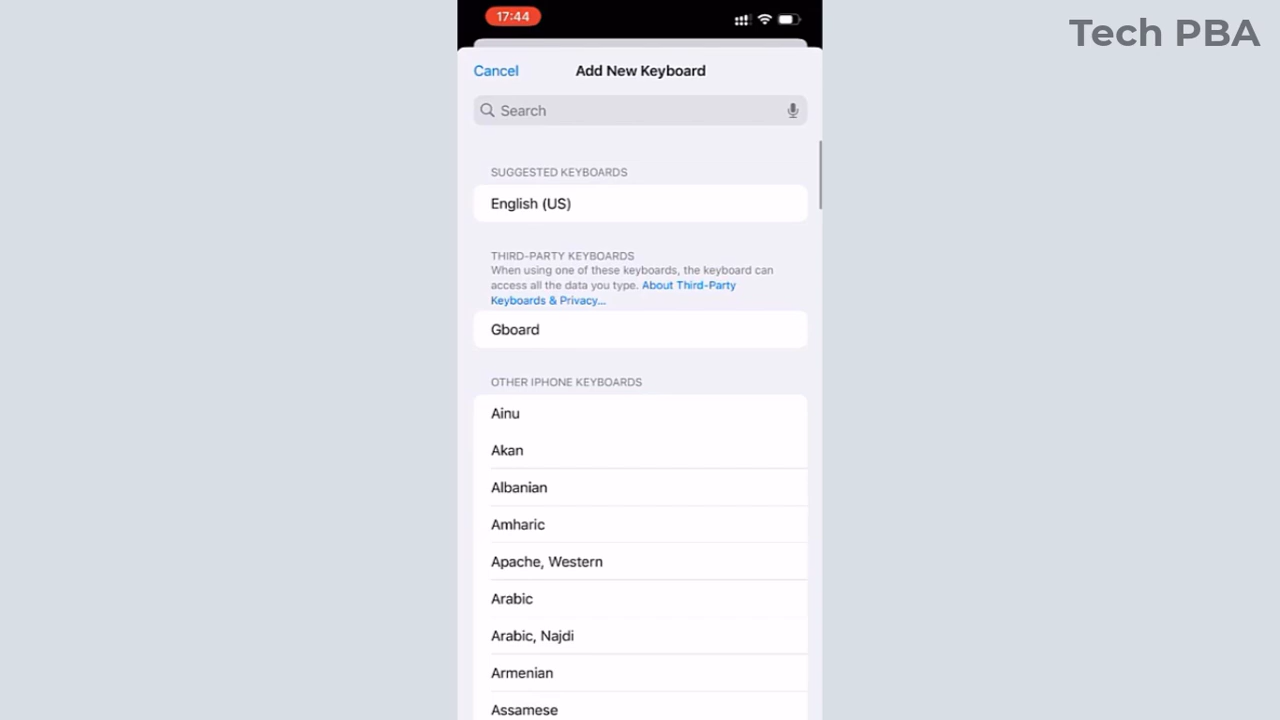 17:44
Tech PBA
Cancel
Add New Keyboard
Search
SUGGESTED KEYBOARDS
English (US)
THIRD-PARTY KEYBOARDS
When using one of these keyboards, the keyboard can
access all the data you type. About Third-Party
Keyboards & Privacy...
Gboard
OTHER IPHONE KEYBOARDS
Ainu
Akan
Albanian
Amharic
Apache, Western
Arabic
Arabic, Najdi
Armenian
Assamese